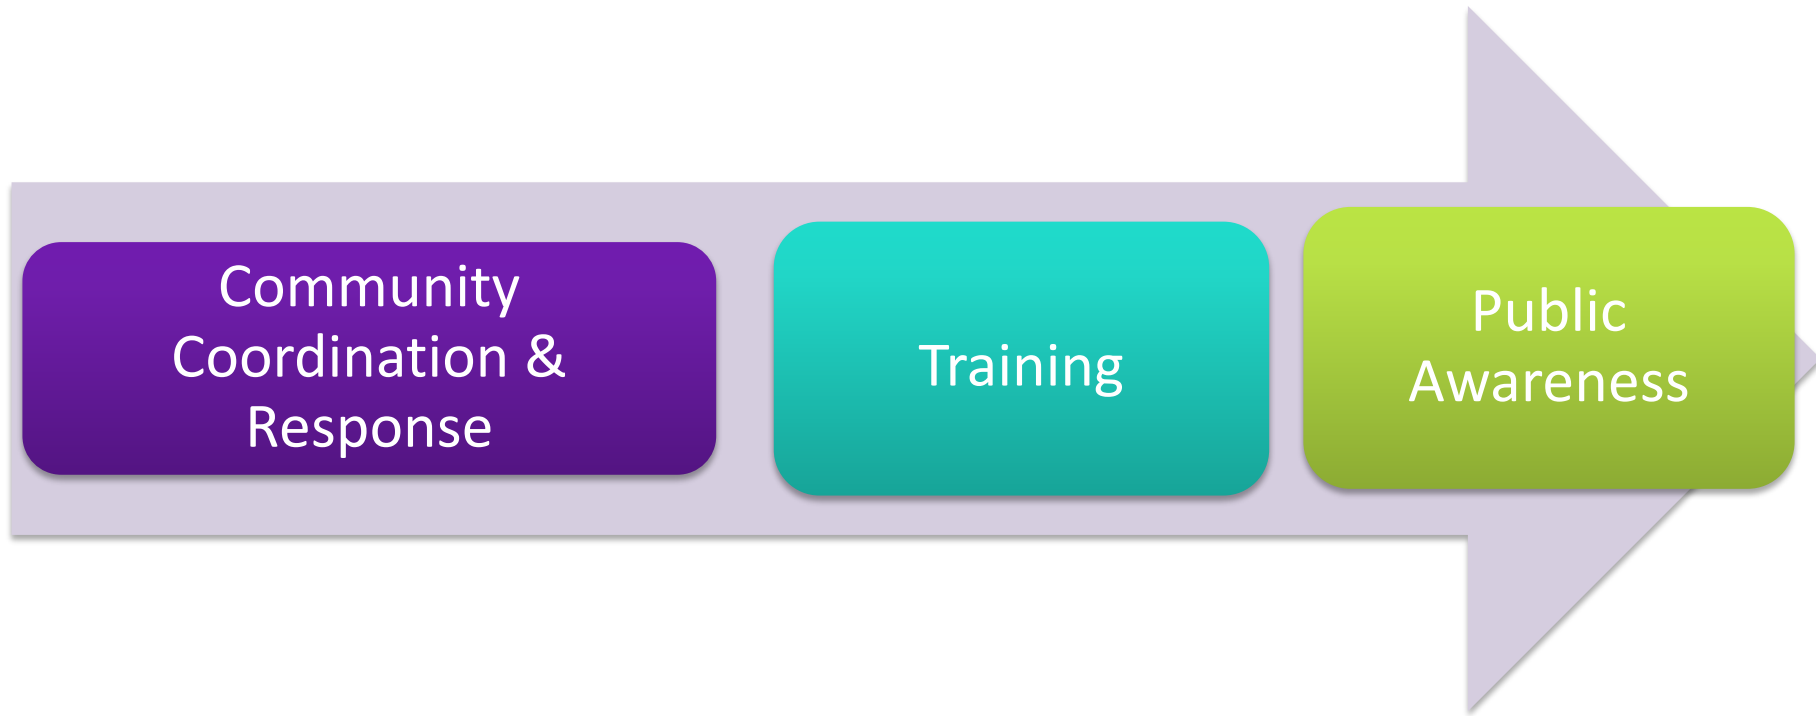 Community
Coordination &
Response
Training
Public
Awareness